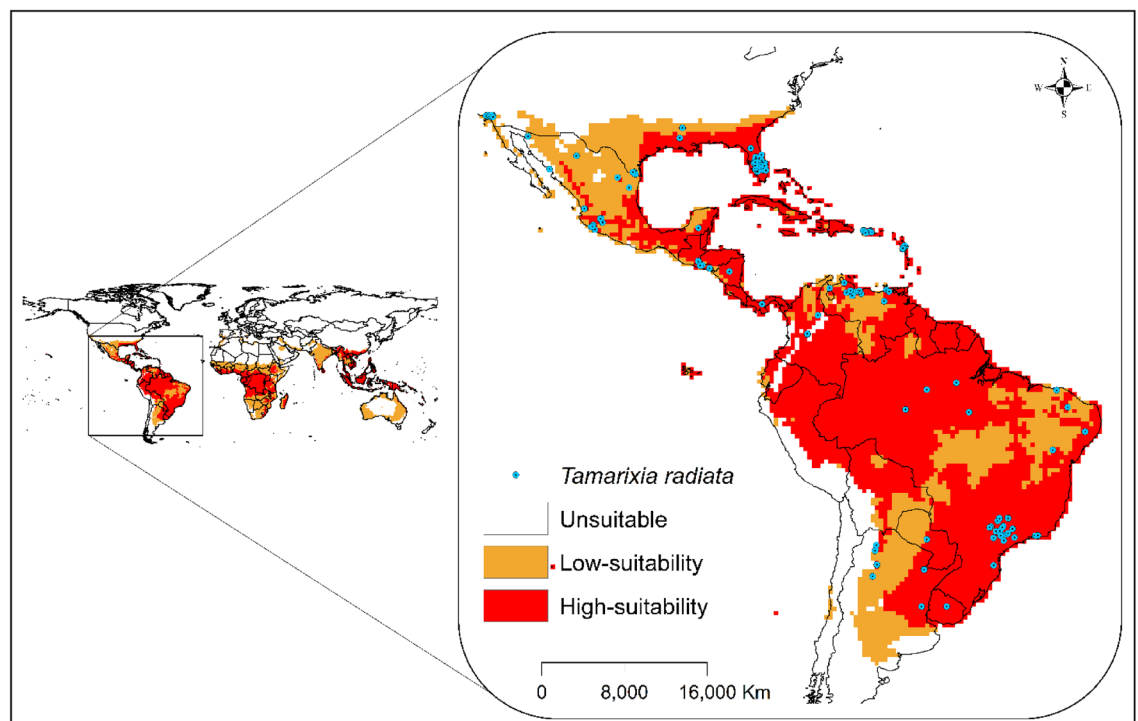 N
W E
S
Tamarixia radiata
Unsuitable
Low-suitability
High-suitability
0 8,000 16,000 Km